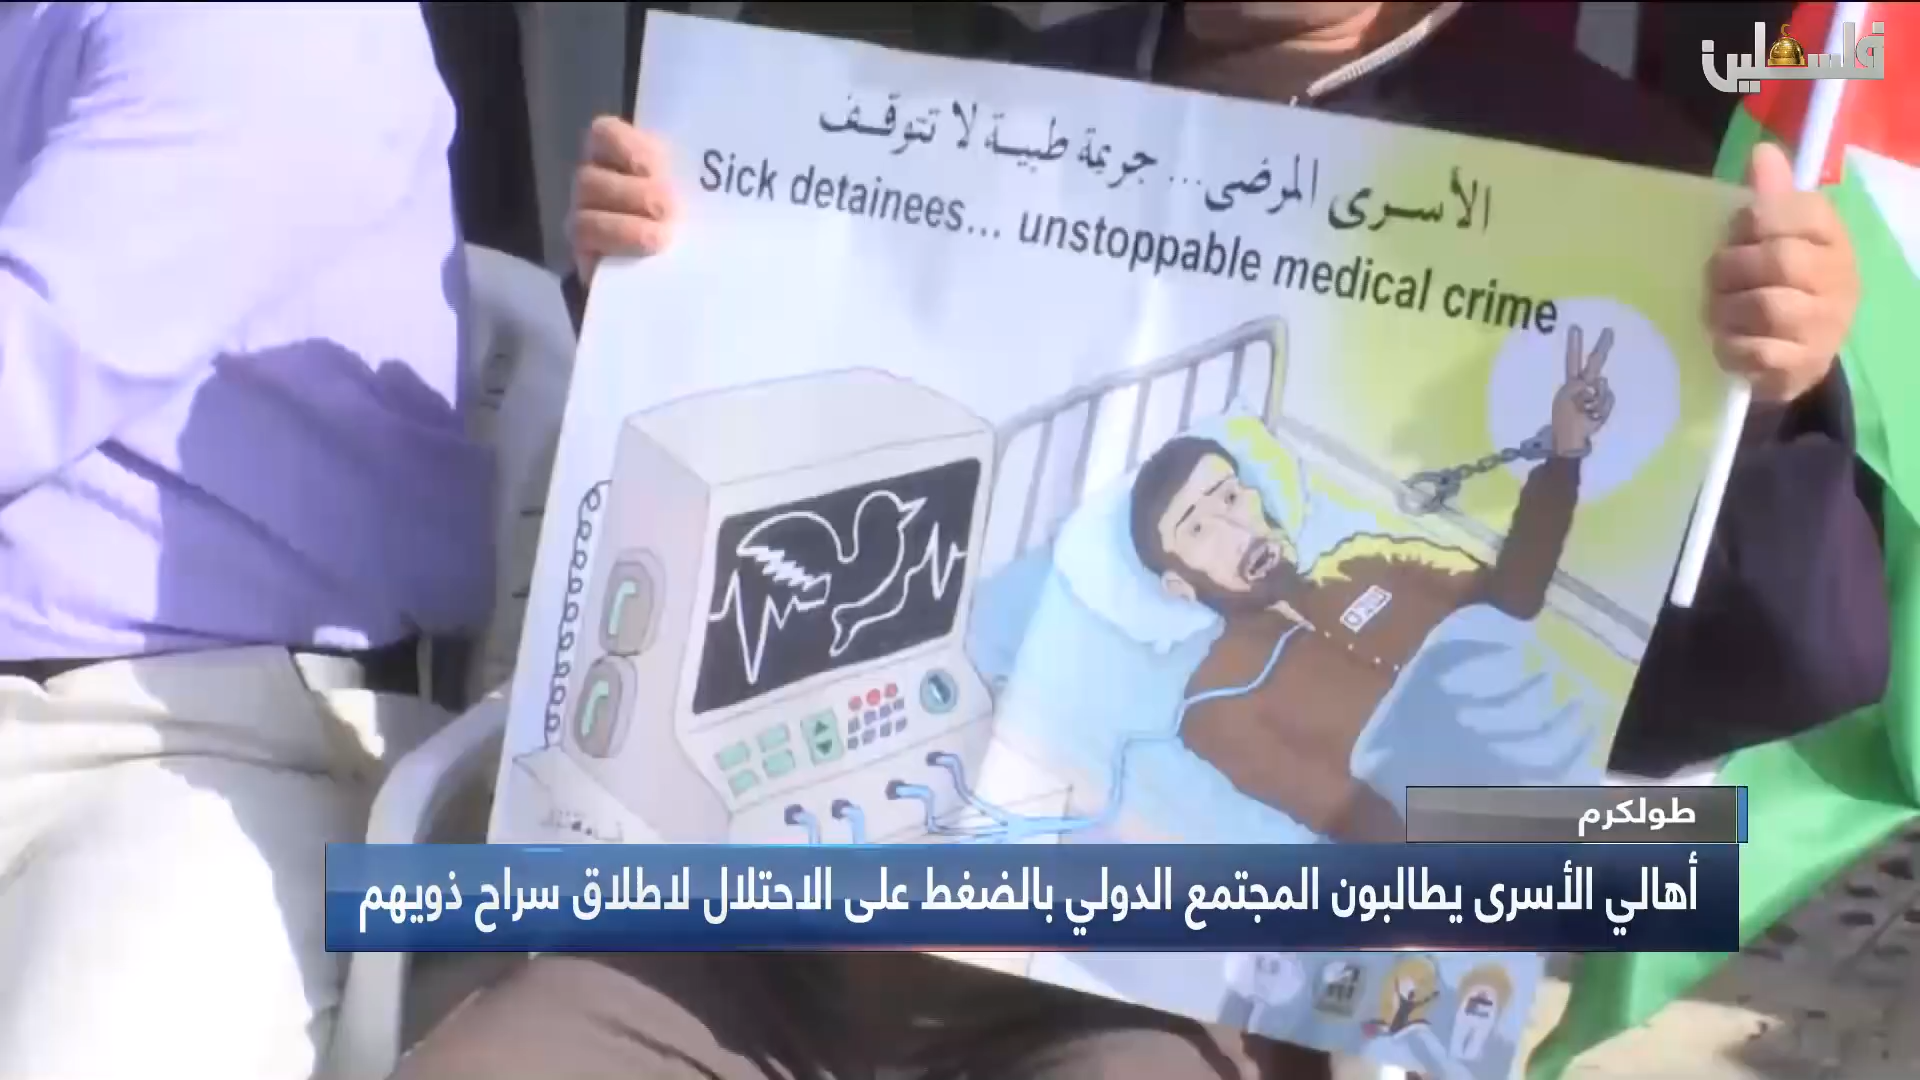 فلسطين
الأسرى المرضى... جريمة طبية لا تتوقف
Sick detainees... unstoppable medical crime
طولكرم
أهالي الأسرى يطالبون المجتمع الدولي بالضغط على الاحتلال لاطلاق سراح ذويهم